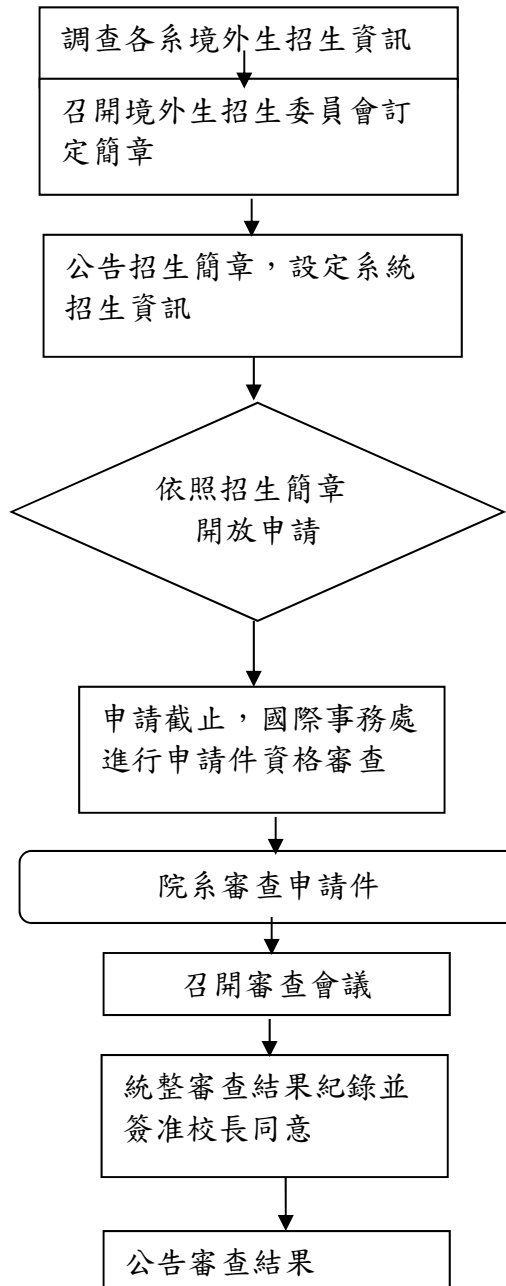 調查各系境外生招生資訊
召開境外生招生委員會訂
定簡章
公告招生簡章，設定系統
招生資訊
依照招生簡章
開放申請
申請截止，國際事務處
進行申請件資格審查
院系審查申請件
召開審查會議
統整審查結果紀錄並
簽准校長同意
公告審查結果